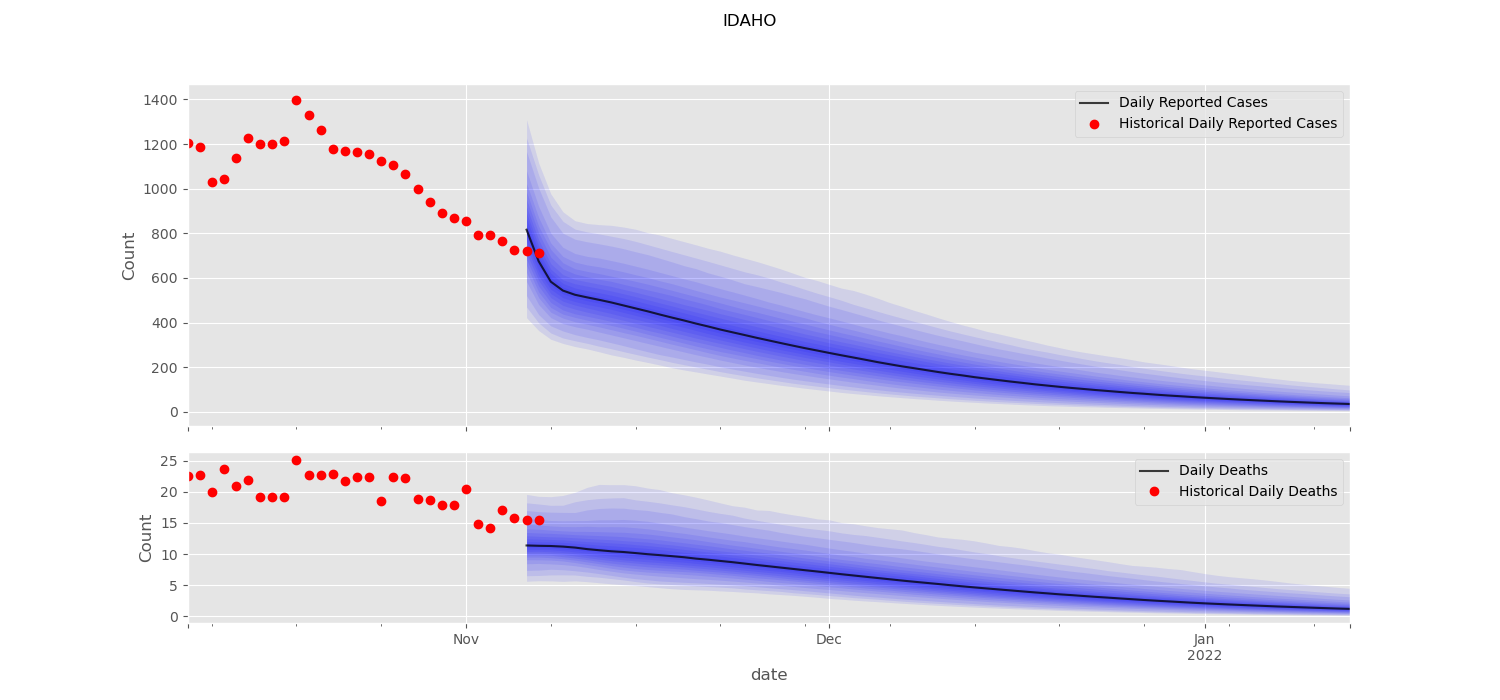 IDAHO
1400
1200
1000
800
600
400
200
0
Count
Daily Reported Cases
Historical Daily Reported Cases
25
20
15
10
5
0
Count
Daily Deaths
Historical Daily Deaths
Nov
Dec
Jan
2022
date